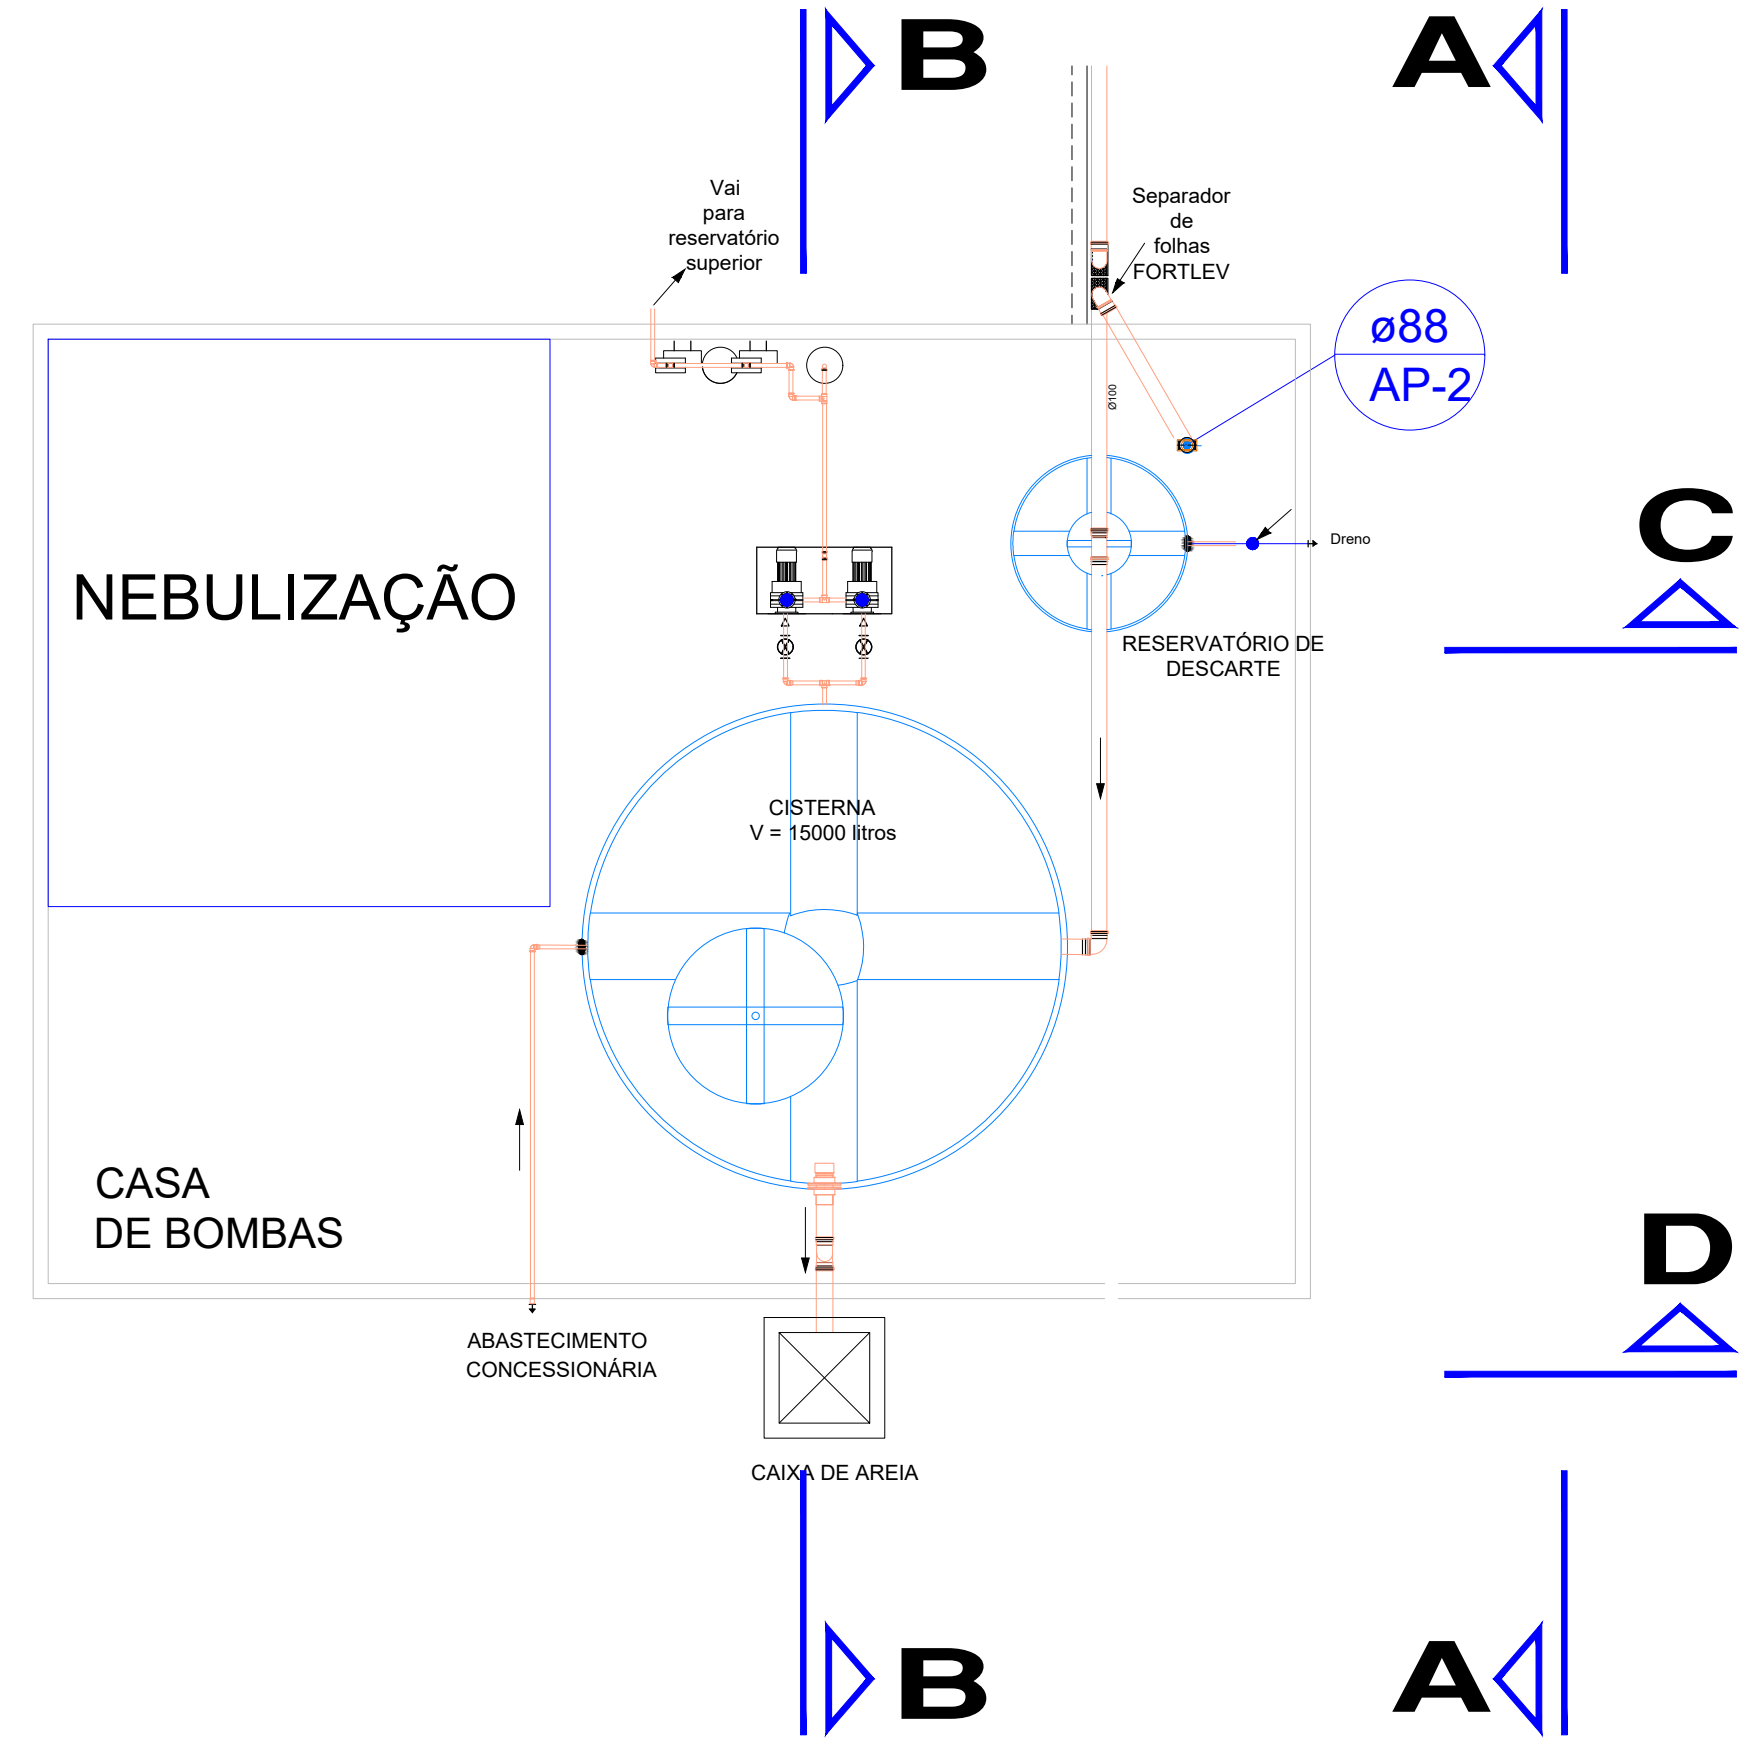 B
A
Vai
para
reservatório
superior
Separador
de
folhas
FORTLEV
ø88
AP-2
Ø100
C
Dreno
NEBULIZAÇÃO
RESERVATÓRIO DE
DESCARTE
CISTERNA
V = 15000 litros
CASA
DE BOMBAS
D
ABASTECIMENTO
CONCESSIONÁRIA
CAIXA DE AREIA
B
A